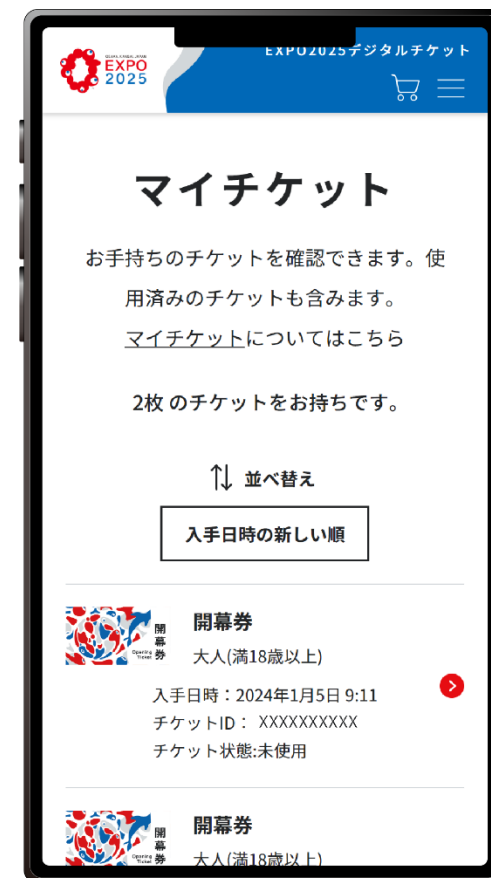 EXPO
2025
EXPO2025デジタルチケット
マイチケット
お手持ちのチケットを確認できます。使
用済みのチケットも含みます。
マイチケットについてはこちら
2枚 のチケットをお持ちです。
並べ替え
入手日時の新しい順
開幕券
Opening
Ticket
開幕券
大人(満18歳以上)
入手日時：2024年1月5日 9:11
チケットID： XXXXXXXXXX
チケット状態:未使用
開幕券
Opening
Ticket
開幕券
大人(満18歳以上)